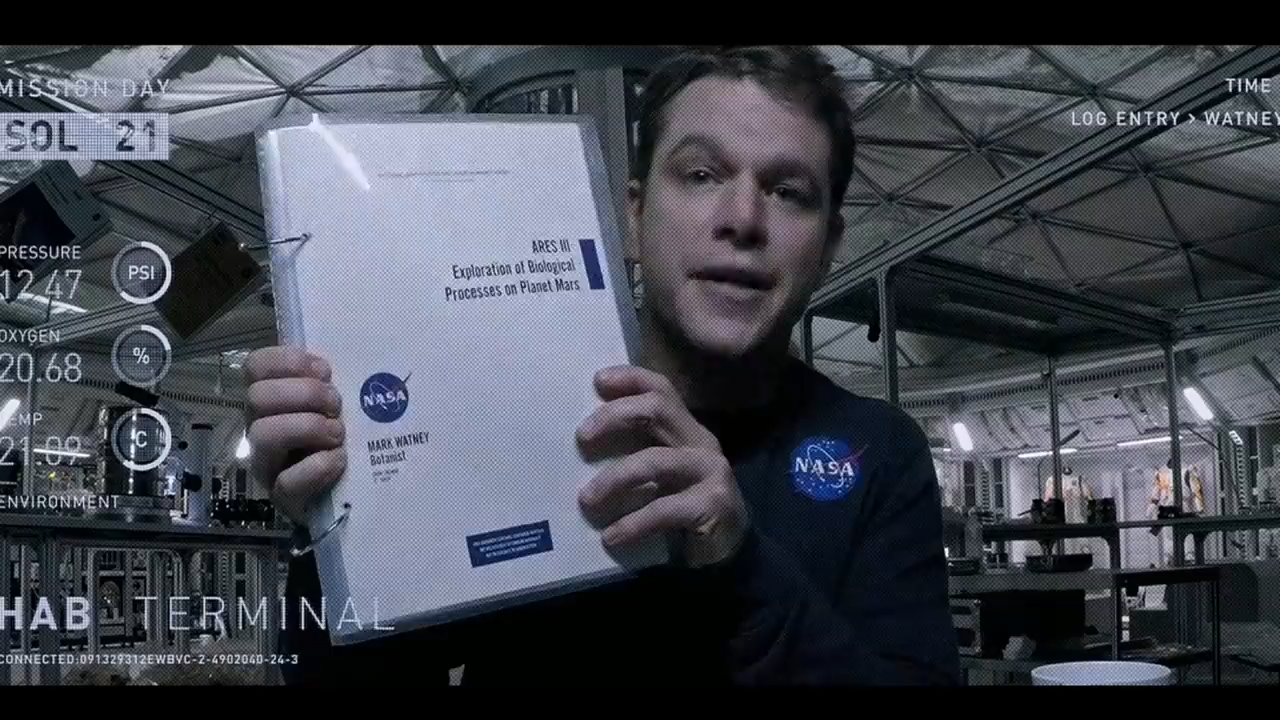 MISSION DAY
SOL 21
TIME
LOG ENTRY > WATNEY
PRESSURE
12.47 PSI
OXYGEN
20.68 %
TEMP
21.09 C
ENVIRONMENT
HAB TERMINAL
CONNECTED:091329312EWBVC-2-4902040-24-3
ARES III
Exploration of Biological
Processes on Planet Mars
NASA
MARK WATNEY
Botanist
NASA